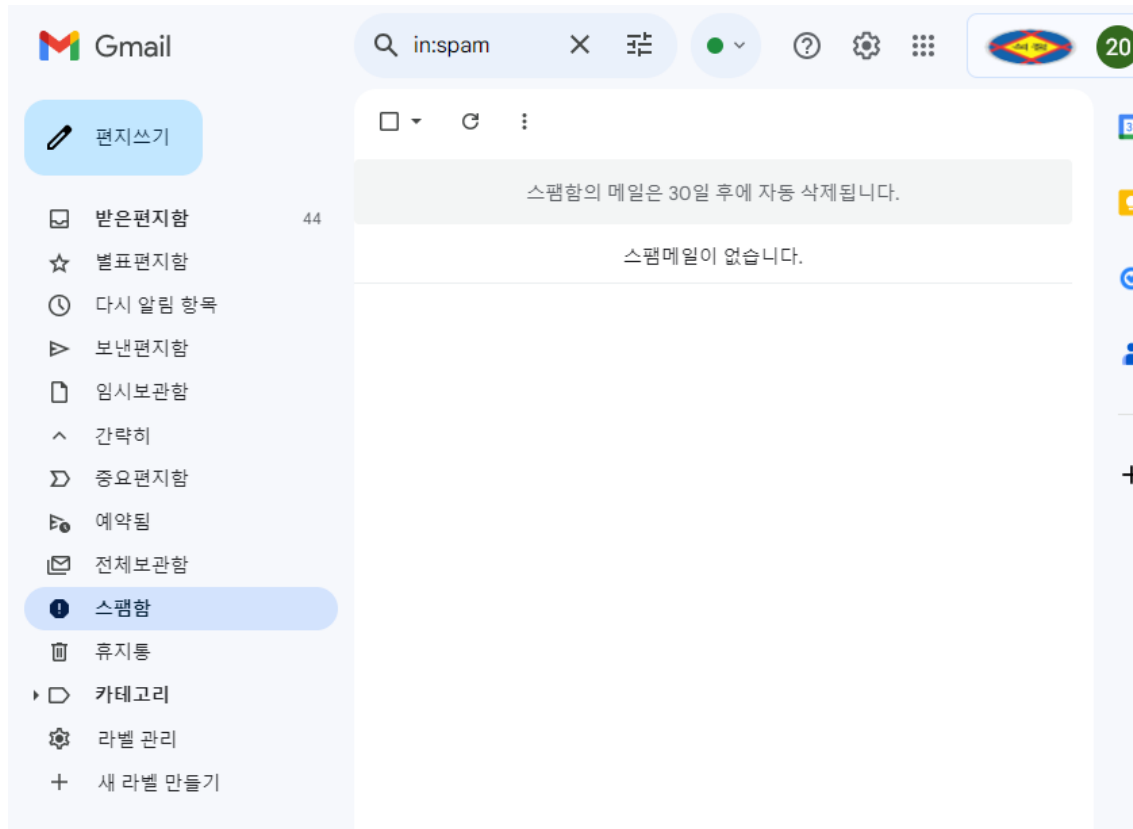 Gmail
in:spam
20
편지쓰기
스팸함의 메일은 30일 후에 자동 삭제됩니다.
스팸메일이 없습니다.
받은편지함 44
별표편지함
다시 알림 항목
보낸편지함
임시보관함
간략히
중요편지함
예약됨
전체보관함
스팸함
휴지통
카테고리
라벨 관리
새 라벨 만들기